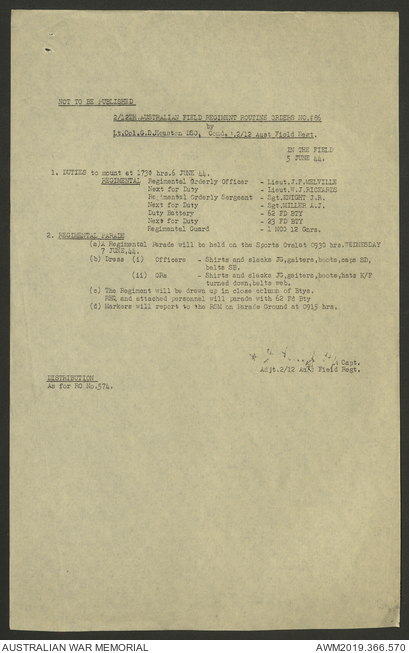 NOT TO BE PUBLISHED
2/12TH AUSTRALIAN FIELD REGIMENT ROUTINE ORDERS NO.
by
Lt.Col.G.D.Houston DSO, Comd. 2/12 Aust Field Regt.
IN THE FIELD
5 JUNE 44.
1. DUTIES to mount at 1730 hrs.6 JUNE 44.
REGIMENTAL Regimental Orderly Officer - Lieut.J.F.MELVILLE
Next for Duty - Lieut.W.J.RICKARDS
Regimental Orderly Sergeant - Sgt.KNIGHT J.R.
Next for Duty - Sgt.MILLER A.J.
Duty Battery - 62 FD BTY
Next for Duty - 23 FD BTY
Regimental Guard - 1 NCO 12 Gnrs.
2. REGIMENTAL PARADE
(a)A Regimental Parade will be held on the Sports Ovalat 0930 hrs.WEDNESDAY
7 JUNE,44.
(b) Dress (i) Officers - Shirts and slacks JG,gaiters,boots,caps SD,
belts SB.
(ii) ORs - Shirts and slacks JG,gaiters,boots,hats K/F
turned down,belts web.
(c) The Regiment will be drawn up in close column of Btys.
RHQ and attached personnel will parade with 62 Fd Bty
(d) Markers will report to the RSM on Parade Ground at 0915 hrs.
Capt.
Adjt.2/12 Aust Field Regt.
DISTRIBUTION
As for RO No.574.
AUSTRALIAN WAR MEMORIAL AWM2019.366.570